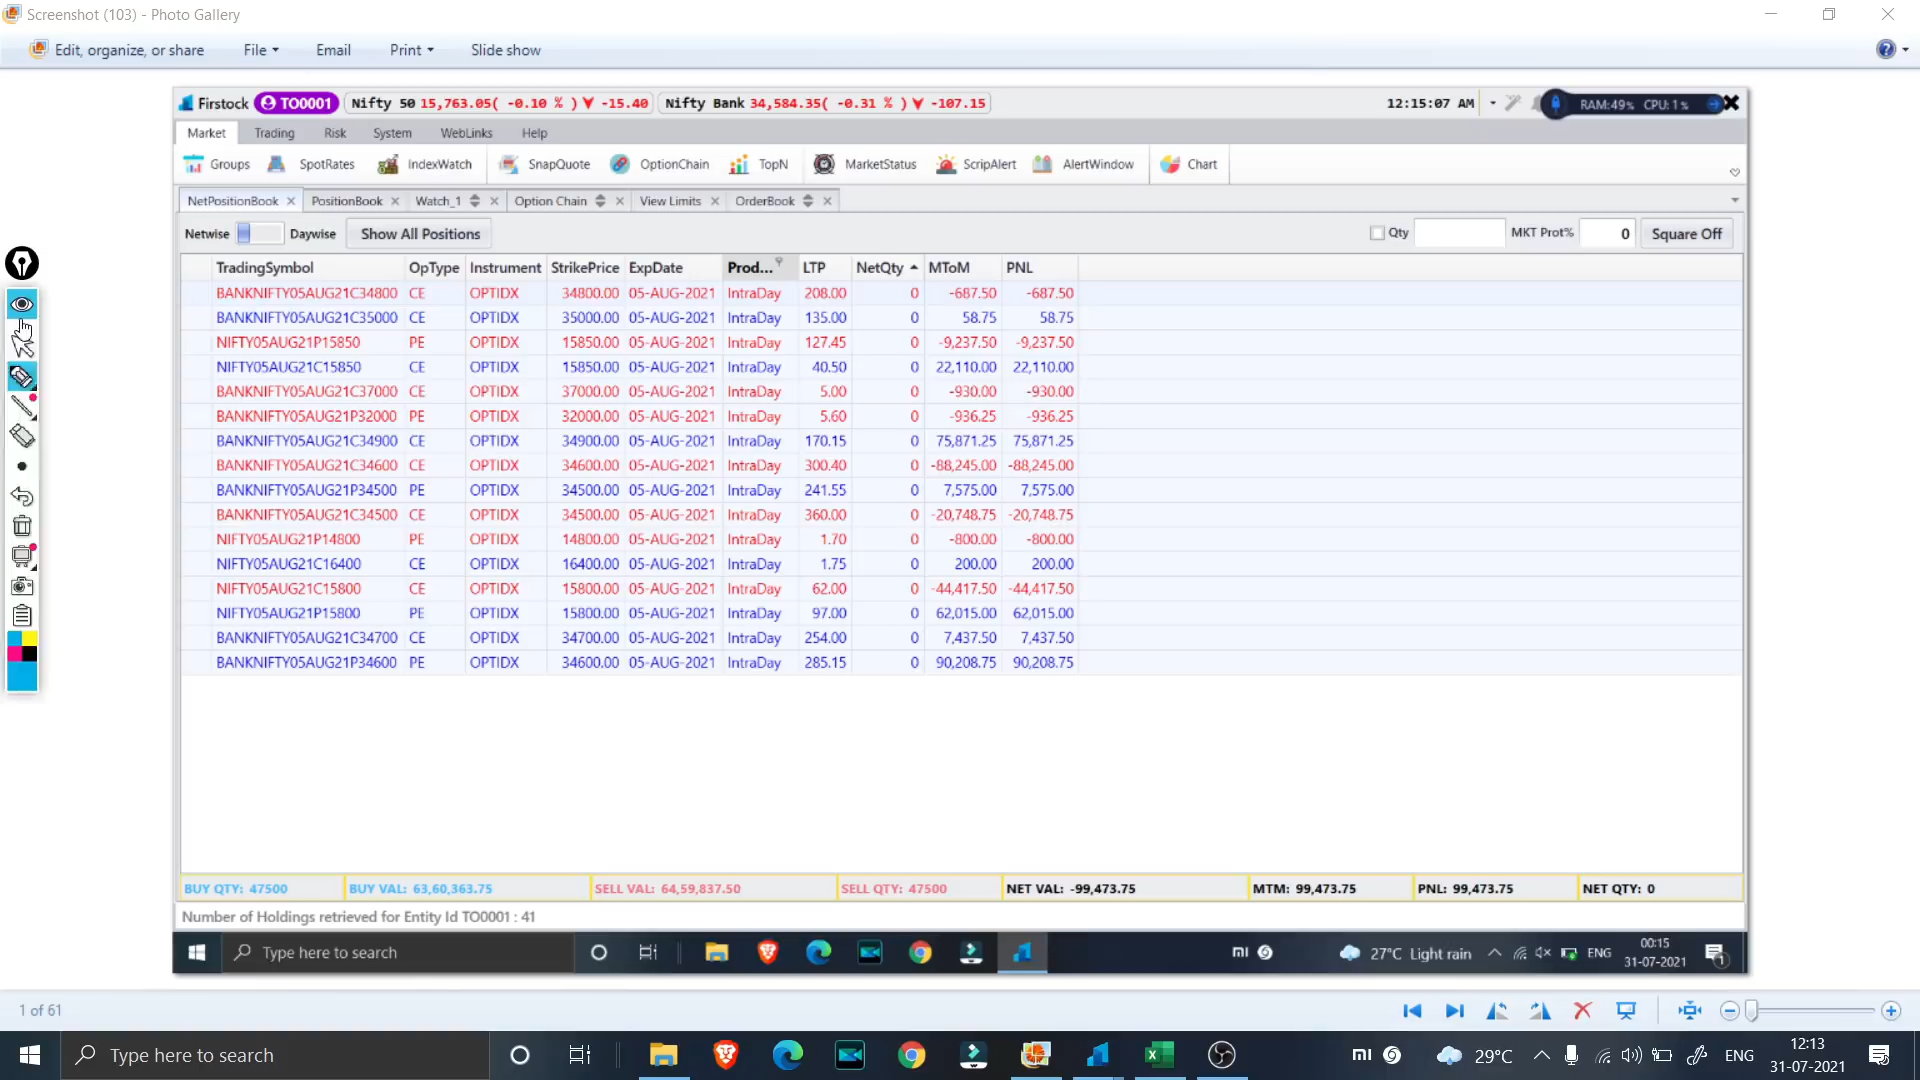 Screenshot (103) - Photo Gallery
Edit, organize, or share File Email Print Slide show
Firstock TO0001 Nifty 50 15,763.05( -0.10 % ) -15.40 Nifty Bank 34,584.35( -0.31 % ) -107.15 12:15:07 AM RAM:49% CPU:1%
Market Trading Risk System WebLinks Help
Groups SpotRates IndexWatch SnapQuote OptionChain TopN MarketStatus ScripAlert AlertWindow Chart
NetPositionBook PositionBook Watch_1 Option Chain View Limits OrderBook
Netwise Daywise Show All Positions Qty MKT Prot% 0 Square Off
TradingSymbol OpType Instrument StrikePrice ExpDate Prod... LTP NetQty MToM PNL
BANKNIFTY05AUG21C34800 CE OPTIDX 34800.00 05-AUG-2021 IntraDay 208.00 0 -687.50 -687.50
BANKNIFTY05AUG21C35000 CE OPTIDX 35000.00 05-AUG-2021 IntraDay 135.00 0 58.75 58.75
NIFTY05AUG21P15850 PE OPTIDX 15850.00 05-AUG-2021 IntraDay 127.45 0 -9,237.50 -9,237.50
NIFTY05AUG21C15850 CE OPTIDX 15850.00 05-AUG-2021 IntraDay 40.50 0 22,110.00 22,110.00
BANKNIFTY05AUG21C37000 CE OPTIDX 37000.00 05-AUG-2021 IntraDay 5.00 0 -930.00 -930.00
BANKNIFTY05AUG21P32000 PE OPTIDX 32000.00 05-AUG-2021 IntraDay 5.60 0 -936.25 -936.25
BANKNIFTY05AUG21C34900 CE OPTIDX 34900.00 05-AUG-2021 IntraDay 170.15 0 75,871.25 75,871.25
BANKNIFTY05AUG21C34600 CE OPTIDX 34600.00 05-AUG-2021 IntraDay 300.40 0 -88,245.00 -88,245.00
BANKNIFTY05AUG21P34500 PE OPTIDX 34500.00 05-AUG-2021 IntraDay 241.55 0 7,575.00 7,575.00
BANKNIFTY05AUG21C34500 CE OPTIDX 34500.00 05-AUG-2021 IntraDay 360.00 0 -20,748.75 -20,748.75
NIFTY05AUG21P14800 PE OPTIDX 14800.00 05-AUG-2021 IntraDay 1.70 0 -800.00 -800.00
NIFTY05AUG21C16400 CE OPTIDX 16400.00 05-AUG-2021 IntraDay 1.75 0 200.00 200.00
NIFTY05AUG21C15800 CE OPTIDX 15800.00 05-AUG-2021 IntraDay 62.00 0 -44,417.50 -44,417.50
NIFTY05AUG21P15800 PE OPTIDX 15800.00 05-AUG-2021 IntraDay 97.00 0 62,015.00 62,015.00
BANKNIFTY05AUG21C34700 CE OPTIDX 34700.00 05-AUG-2021 IntraDay 254.00 0 7,437.50 7,437.50
BANKNIFTY05AUG21P34600 PE OPTIDX 34600.00 05-AUG-2021 IntraDay 285.15 0 90,208.75 90,208.75
BUY QTY: 47500 BUY VAL: 63,60,363.75 SELL VAL: 64,59,837.50 SELL QTY: 47500 NET VAL: -99,473.75 MTM: 99,473.75 PNL: 99,473.75 NET QTY: 0
Number of Holdings retrieved for Entity Id TO0001 : 41
Type here to search mi 27°C Light rain ENG 00:15
31-07-2021 1
1 of 61
Type here to search mi 29°C ENG 12:13
31-07-2021